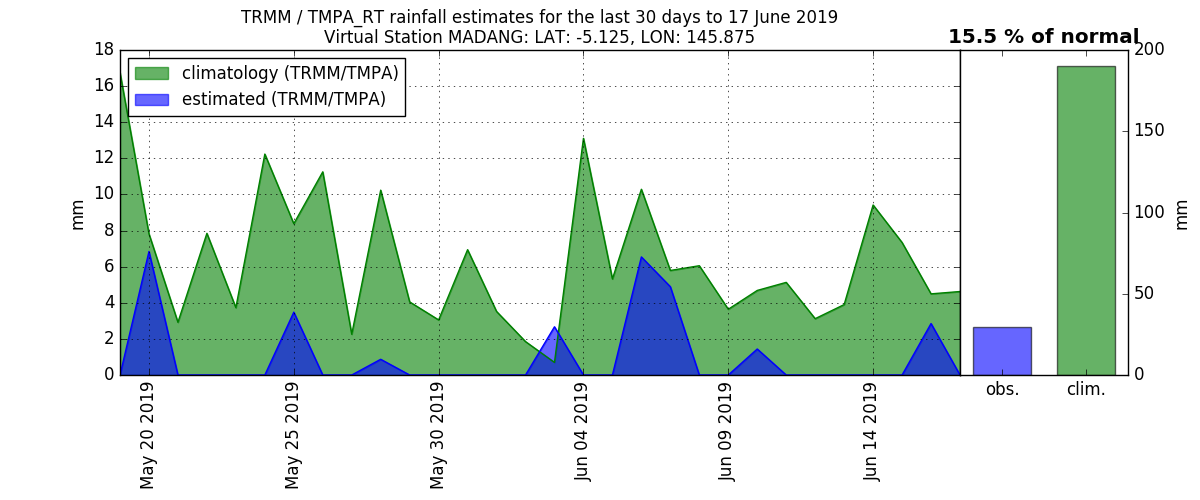 TRMM / TMPA_RT rainfall estimates for the last 30 days to 17 June 2019
Virtual Station MADANG: LAT: -5.125, LON: 145.875
15.5 % of normal
climatology (TRMM/TMPA)
estimated (TRMM/TMPA)
18
16
14
12
10
8
6
4
2
0
mm
May 20 2019
May 25 2019
May 30 2019
Jun 04 2019
Jun 09 2019
Jun 14 2019
obs.
clim.
200
150
100
50
0
mm